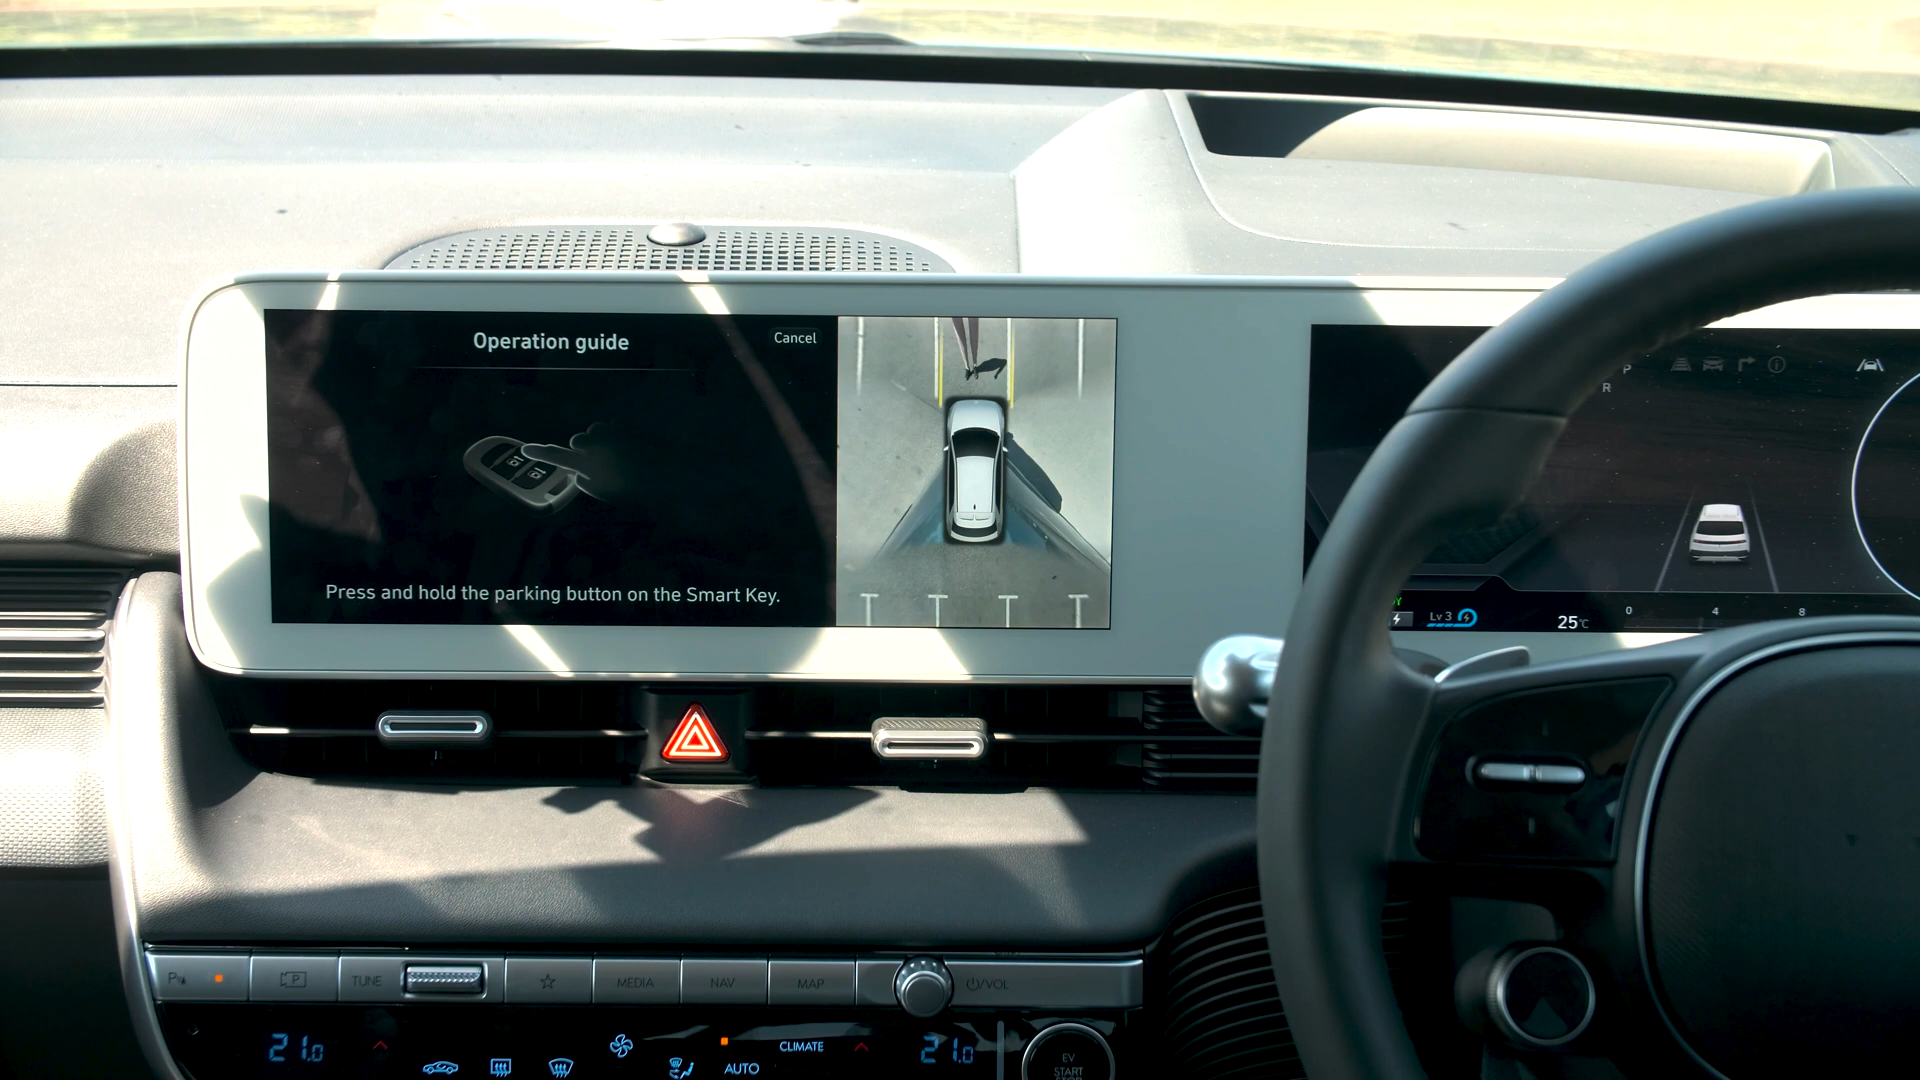 Operation guide
Cancel
Press and hold the parking button on the Smart Key.
P
R
Lv 3
25°C
0 4 8
P
P
TUNE
MEDIA
NAV
MAP
/VOL
21.0
CLIMATE
21.0
AUTO
EV
START
STOP